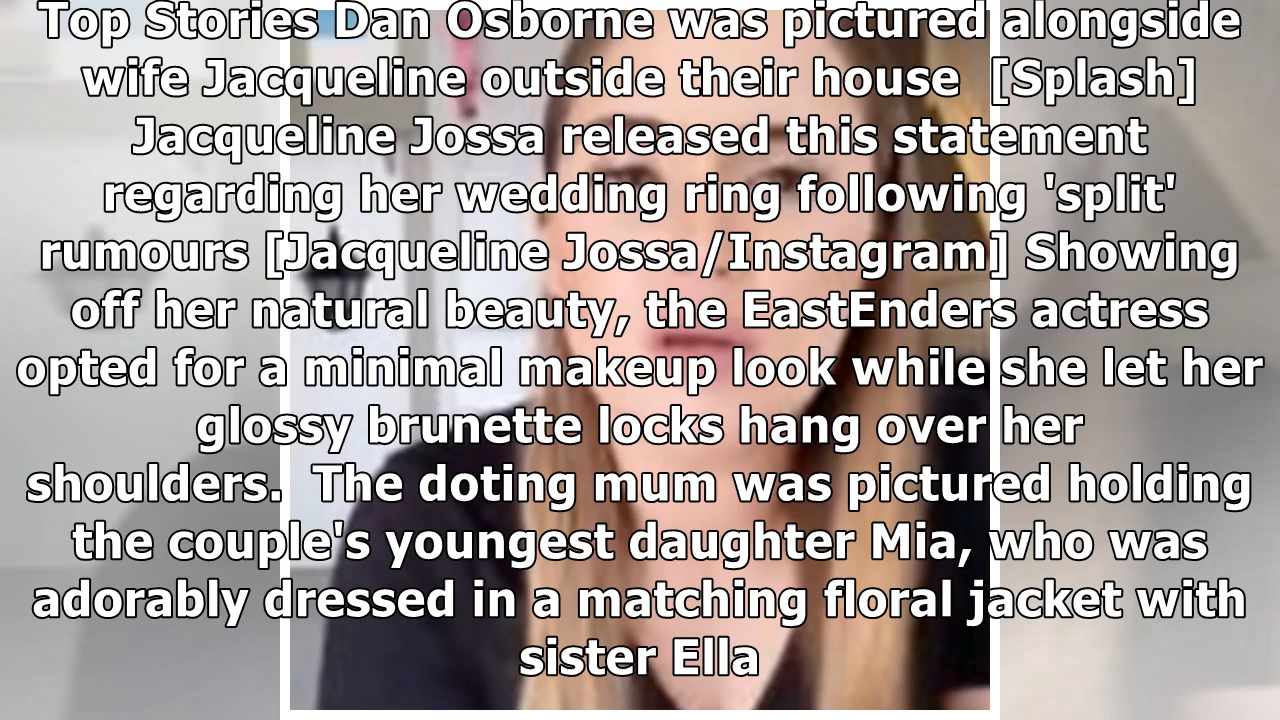 Top Stories Dan Osborne was pictured alongside
wife Jacqueline outside their house  [Splash]
Jacqueline Jossa released this statement
regarding her wedding ring following 'split'
rumours [Jacqueline Jossa/Instagram] Showing
off her natural beauty, the EastEnders actress
opted for a minimal makeup look while she let her
glossy brunette locks hang over her
shoulders.  The doting mum was pictured holding
the couple's youngest daughter Mia, who was
adorably dressed in a matching floral jacket with
sister Ella